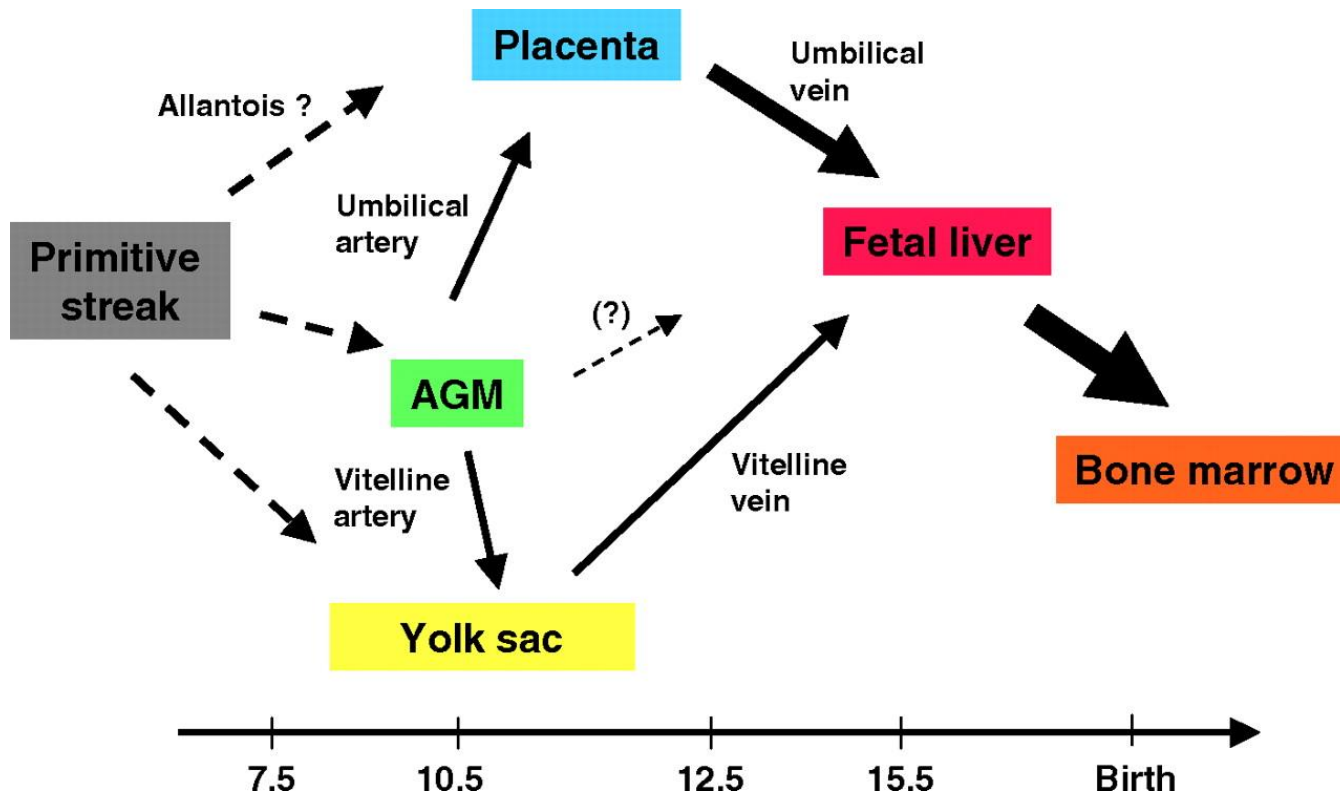 Placenta
Umbilical
vein
Allantois ?
Umbilical
artery
Fetal liver
Primitive
streak
(?)
AGM
Vitelline
artery
Vitelline
vein
Bone marrow
Yolk sac
7.5 10.5 12.5 15.5 Birth